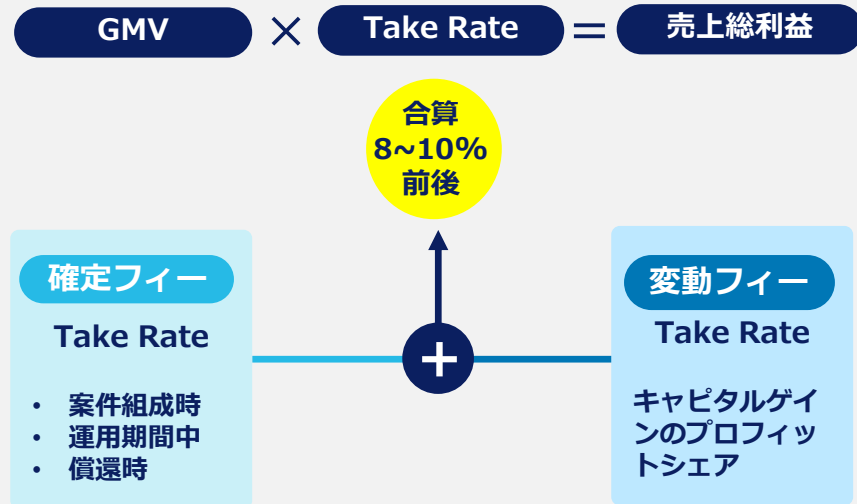 GMV × Take Rate = 売上総利益
合算
8~10%
前後
確定フィー
Take Rate
• 案件組成時
• 運用期間中
• 償還時
+
変動フィー
Take Rate
キャピタルゲイ
ンのプロフィッ
トシェア